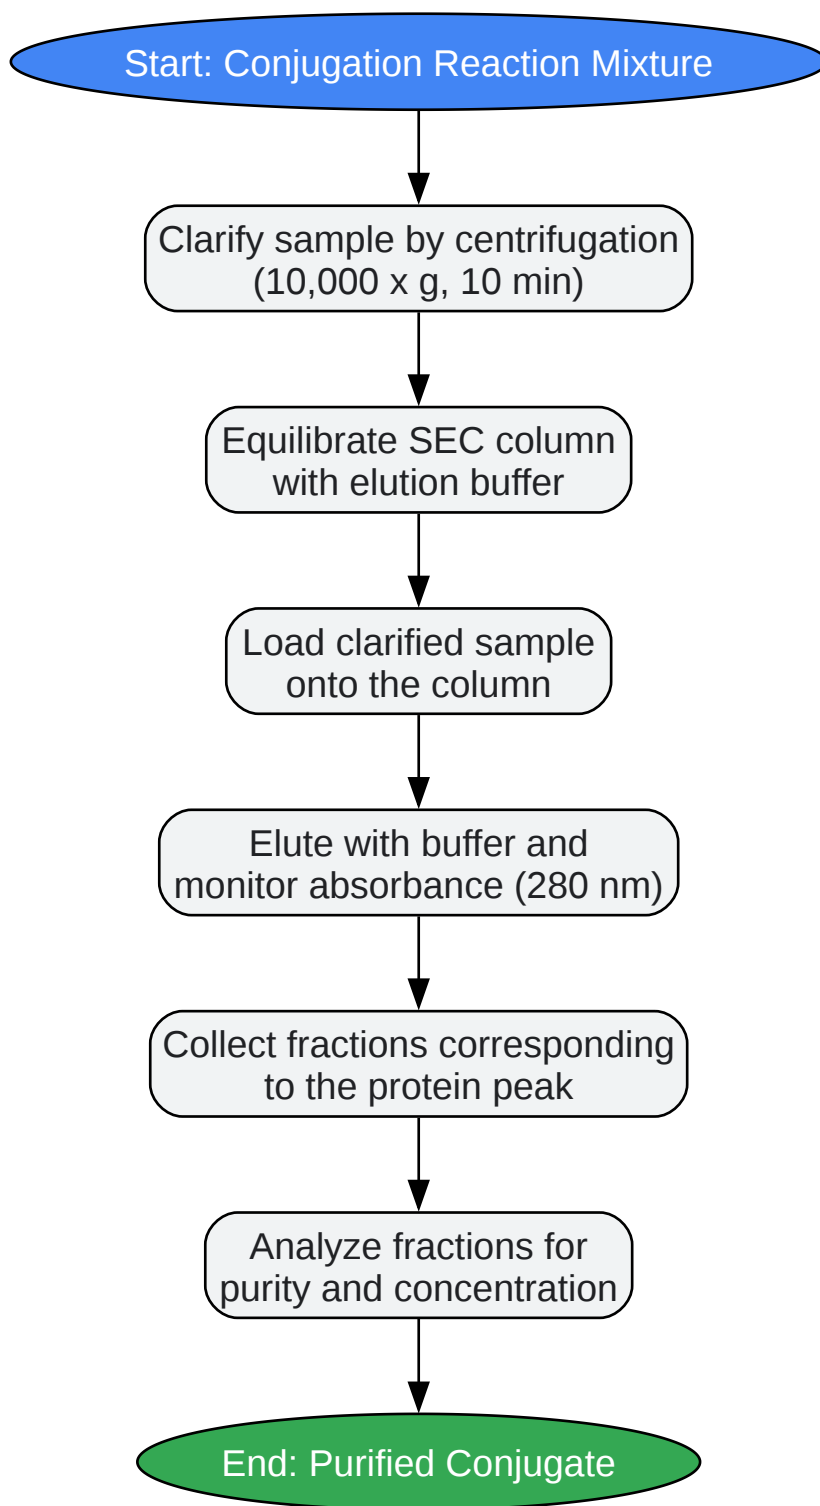 Start: Conjugation Reaction Mixture
Clarify sample by centrifugation
(10,000 x g, 10 min)
Equilibrate SEC column
with elution buffer
Load clarified sample
onto the column
Elute with buffer and
monitor absorbance (280 nm)
Collect fractions corresponding
to the protein peak
Analyze fractions for
purity and concentration
End: Purified Conjugate